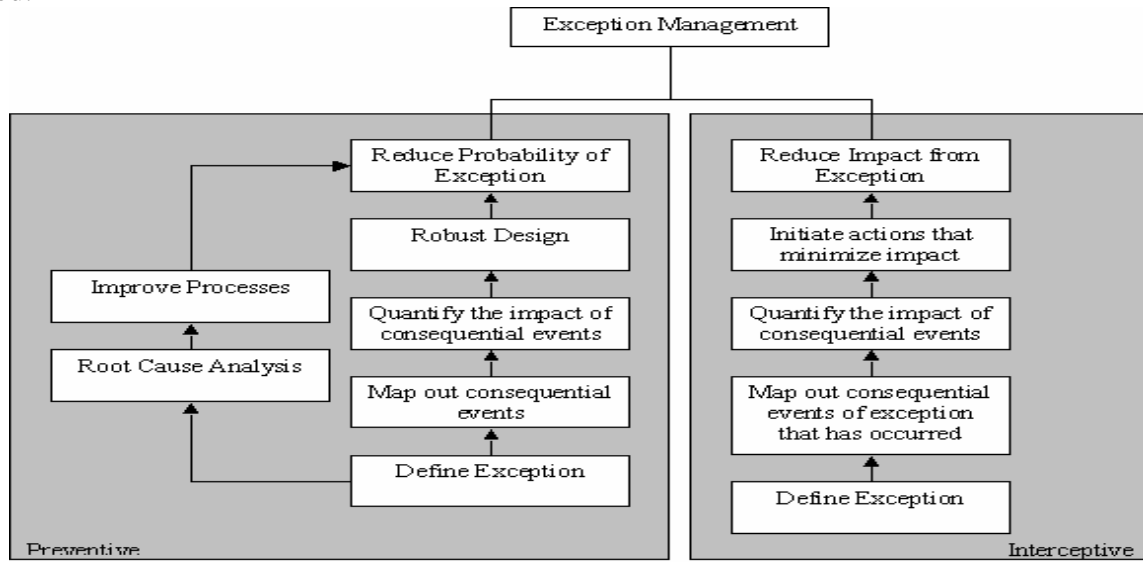 Exception Management
Reduce Probability of
Exception
Robust Design
Improve Processes
Quantify the impact of
consequential events
Root Cause Analysis
Map out consequential
events
Define Exception
Preventive
Reduce Impact from
Exception
Initiate actions that
minimize impact
Quantify the impact of
consequential events
Map out consequential
events of exception
that has occurred
Define Exception
Interceptive